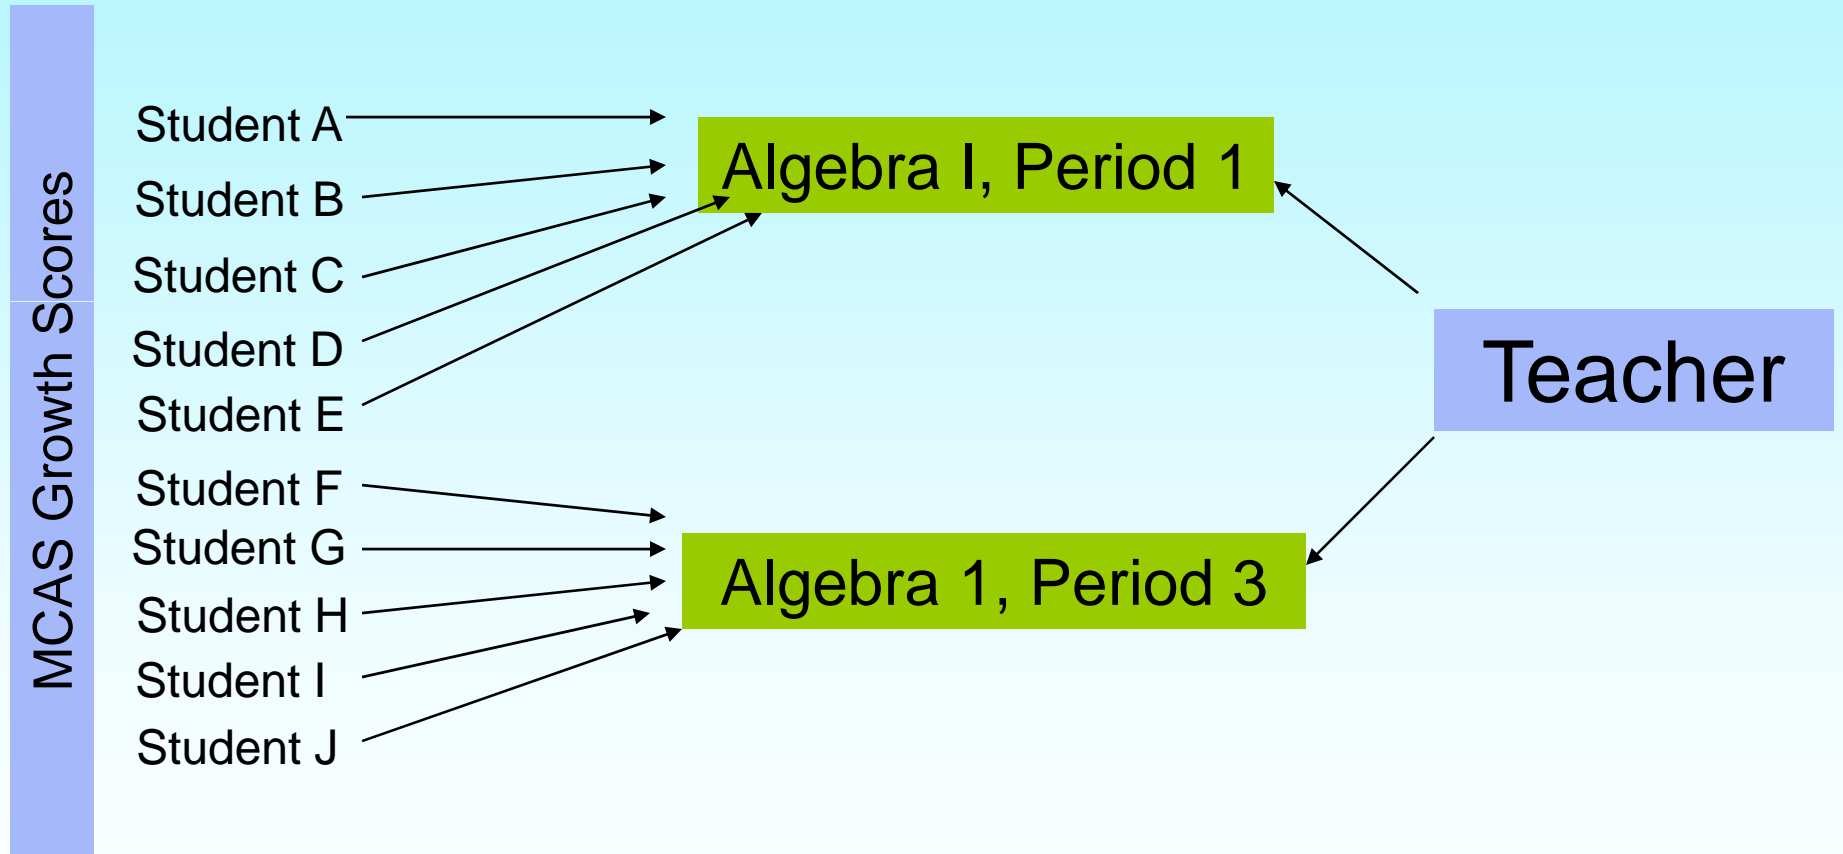 MCAS Growth Scores
Student A
Student B
Student C
Student D
Student E
Student F
Student G
Student H
Student I
Student J
Algebra I, Period 1
Algebra 1, Period 3
Teacher